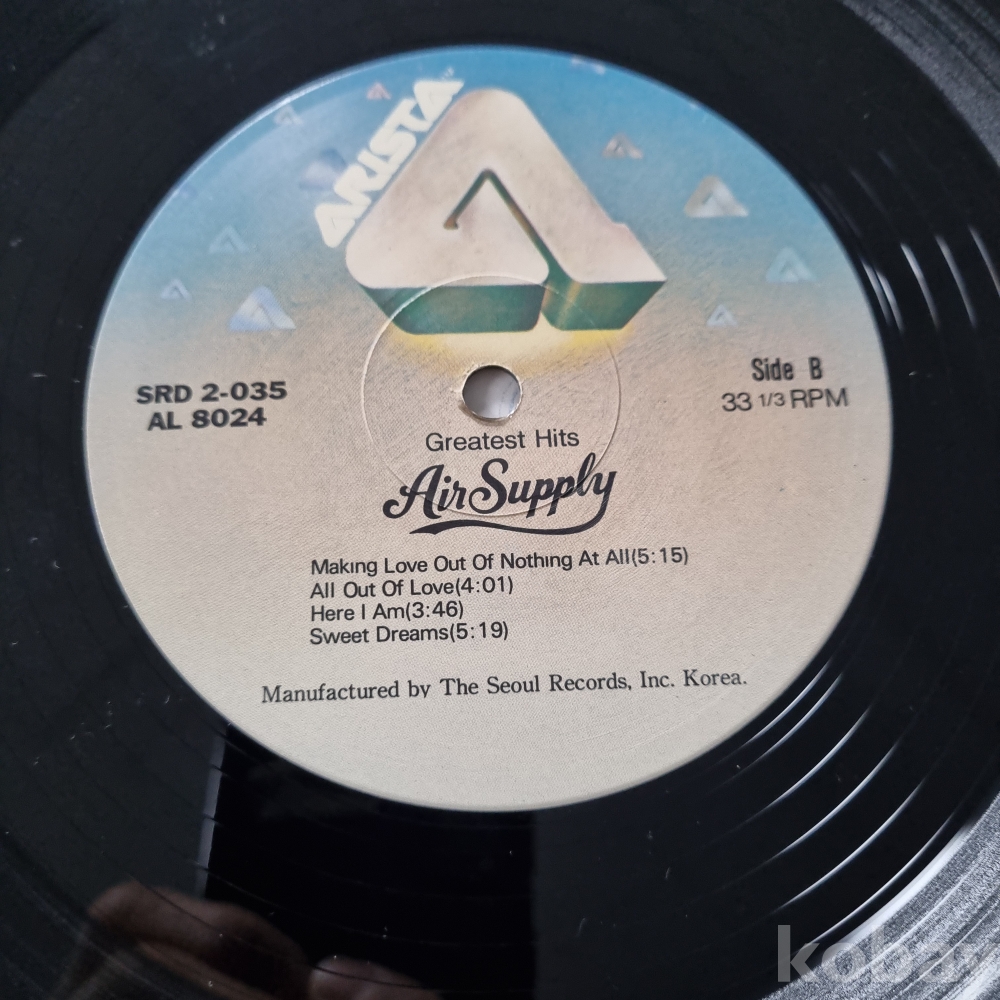 ARISTA
SRD 2-035
AL 8024
Side B
33 1/3 RPM
Greatest Hits
Air Supply
Making Love Out Of Nothing At All(5:15)
All Out Of Love(4:01)
Here I Am(3:46)
Sweet Dreams(5:19)
Manufactured by The Seoul Records, Inc. Korea.